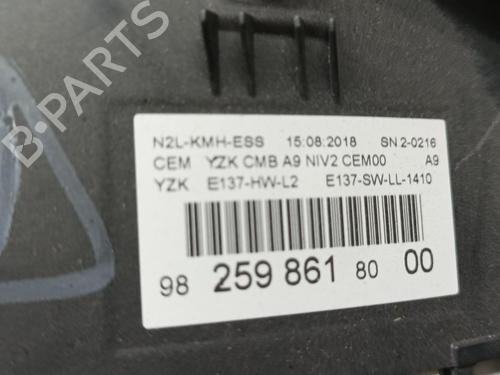 N2L-KMH-ESS 15:08:2018 SN 2-0216
CEM YZK CMB A9 NIV2 CEM00 A9
YZK E137-HW-L2 E137-SW-LL-1410
98 259 861 80 00
B-PARTS